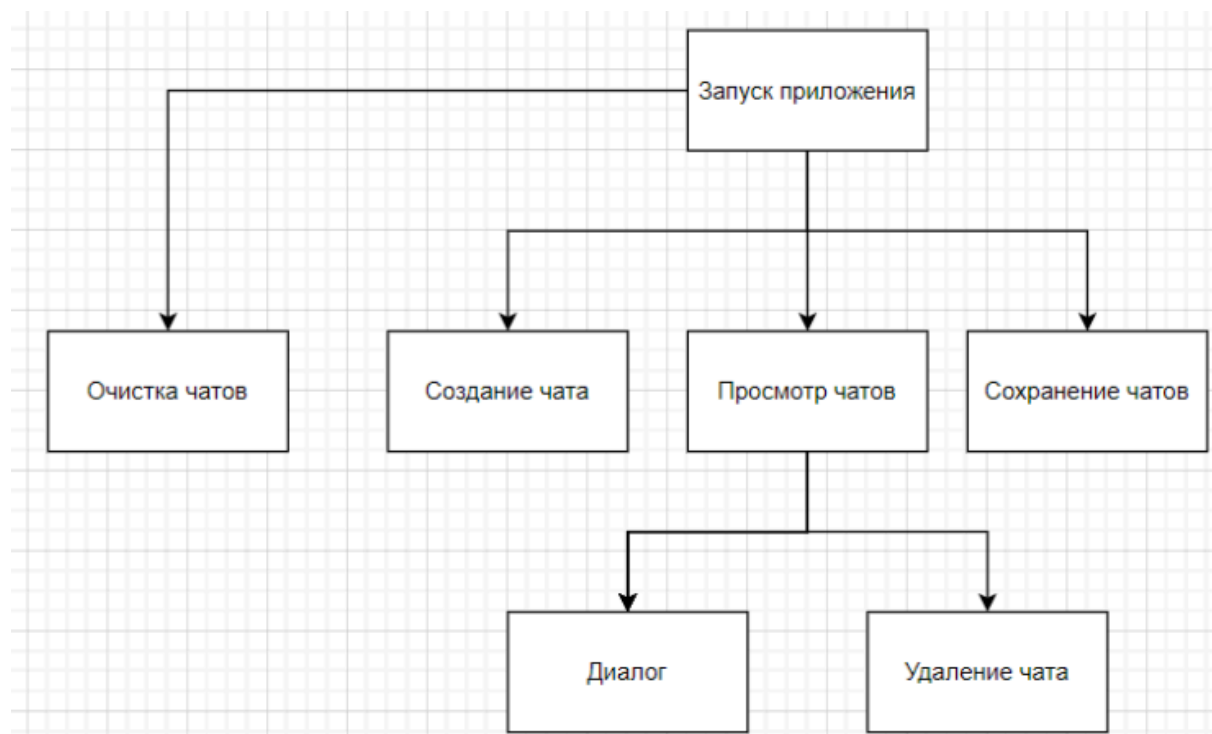 Запуск приложения
Очистка чатов
Создание чата
Просмотр чатов
Сохранение чатов
Диалог
Удаление чата